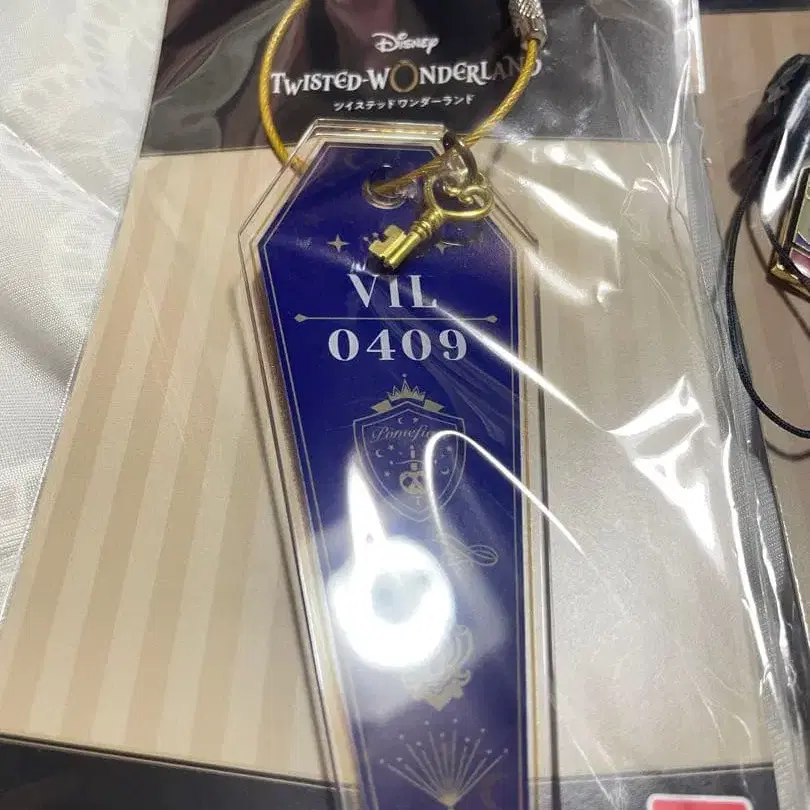 Disney
TWISTED-WONDERLAND
ツイステッドワンダーランド
VIL
0409
Pomefiore